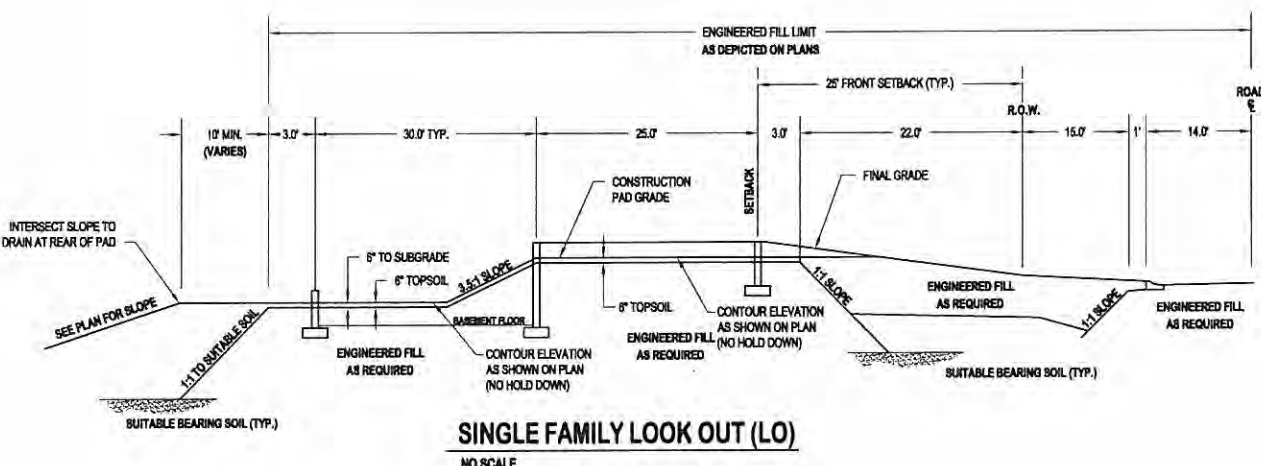 ENGINEERED FILL LIMIT
AS DEPICTED ON PLANS
25' FRONT SETBACK (TYP.)
ROAD
℄
R.O.W.
10' MIN.
(VARIES)
3.0'
30.0' TYP.
25.0'
3.0'
22.0'
15.0'
1'
14.0'
CONSTRUCTION
PAD GRADE
SETBACK
FINAL GRADE
INTERSECT SLOPE TO
DRAIN AT REAR OF PAD
6" TO SUBGRADE
6" TOPSOIL
3.5:1 SLOPE
6" TOPSOIL
1:1 SLOPE
ENGINEERED FILL
AS REQUIRED
1:1 SLOPE
ENGINEERED FILL
AS REQUIRED
SEE PLAN FOR SLOPE
1:1 TO SUITABLE SOIL
BASEMENT FLOOR
CONTOUR ELEVATION
AS SHOWN ON PLAN
(NO HOLD DOWN)
ENGINEERED FILL
AS REQUIRED
ENGINEERED FILL
AS REQUIRED
CONTOUR ELEVATION
AS SHOWN ON PLAN
(NO HOLD DOWN)
SUITABLE BEARING SOIL (TYP.)
SUITABLE BEARING SOIL (TYP.)
SINGLE FAMILY LOOK OUT (LO)
NO SCALE